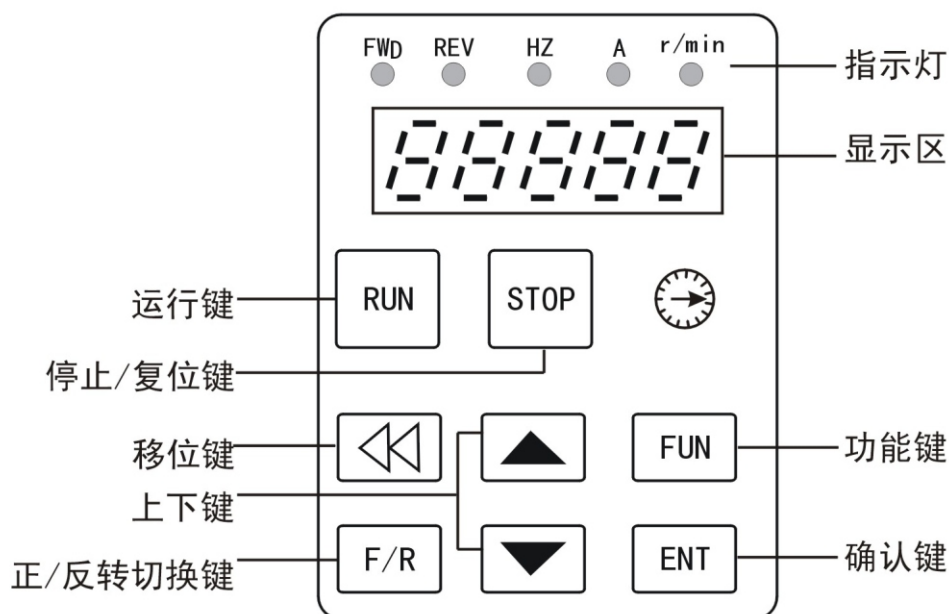 FWD REV HZ A r/min
指示灯
88888
显示区
RUN STOP
运行键
停止/复位键
移位键
FUN
功能键
上下键
F/R ENT
正/反转切换键
确认键